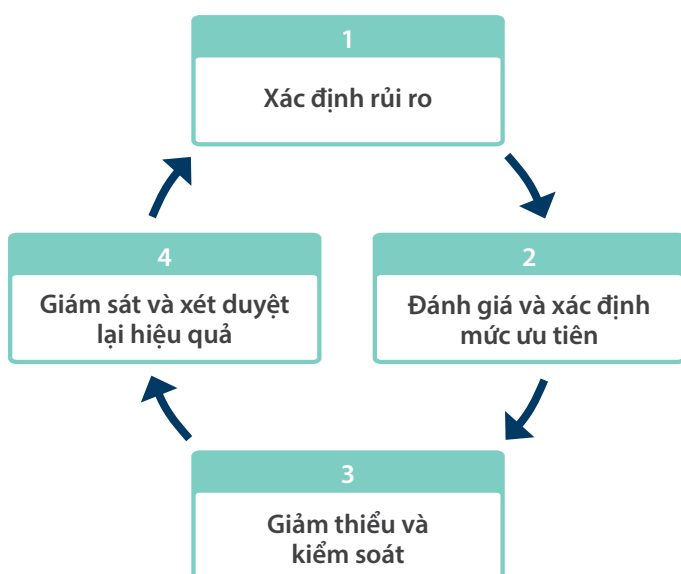 1
Xác định rủi ro
4
Giám sát và xét duyệt
lại hiệu quả
2
Đánh giá và xác định
mức ưu tiên
3
Giảm thiểu và
kiểm soát